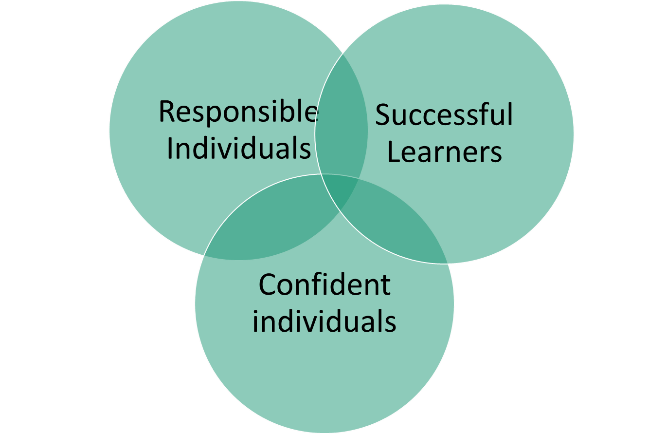 Responsible
Individuals
Successful
Learners
Confident
individuals